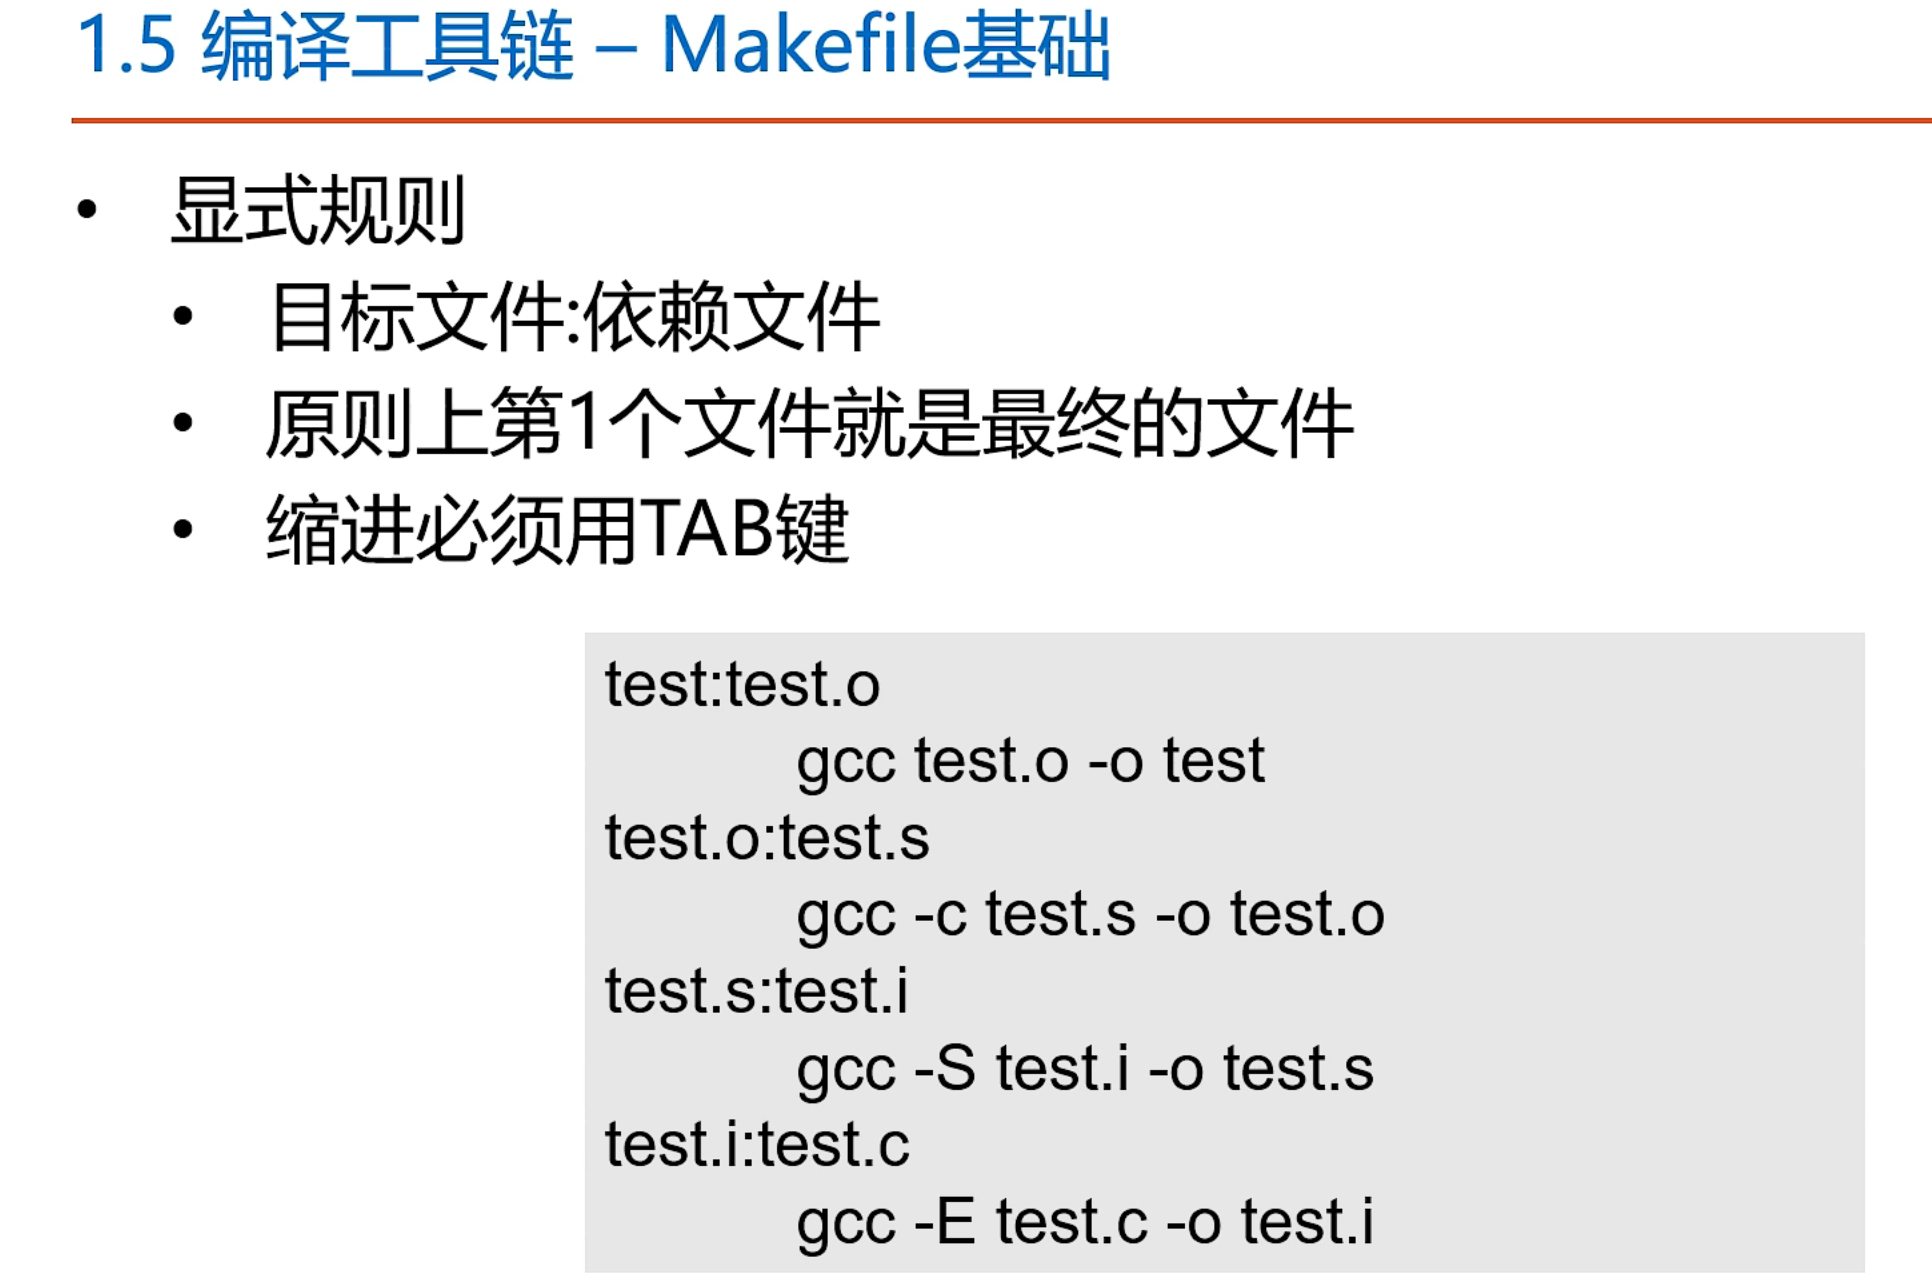 1.5 编译工具链 – Makefile基础
• 显式规则
• 目标文件:依赖文件
• 原则上第1个文件就是最终的文件
• 缩进必须用TAB键
test:test.o
gcc test.o -o test
test.o:test.s
gcc -c test.s -o test.o
test.s:test.i
gcc -S test.i -o test.s
test.i:test.c
gcc -E test.c -o test.i